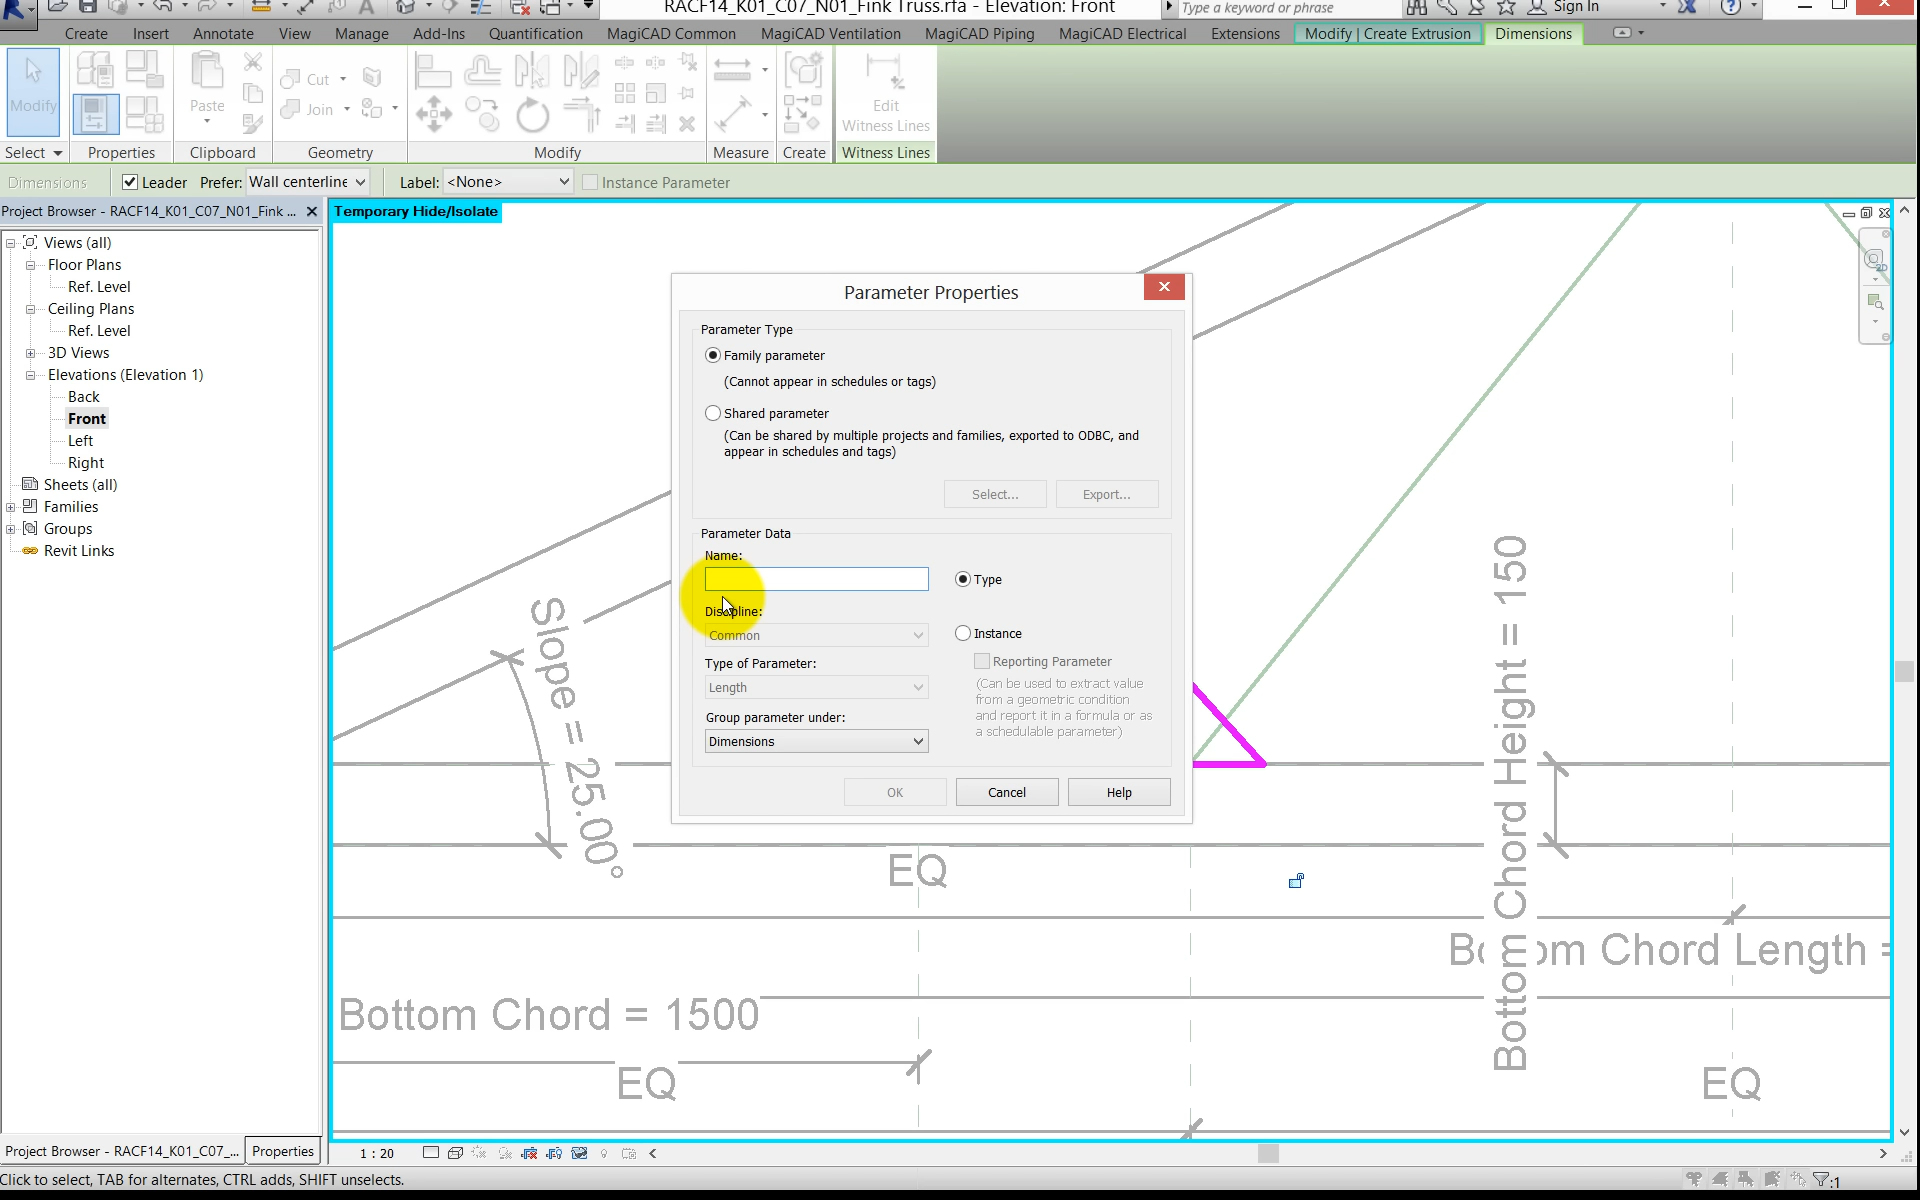 RACF14_K01_C07_N01_Fink Truss.rfa - Elevation: Front
Type a keyword or phrase
Sign In
Create
Insert
Annotate
View
Manage
Add-Ins
Quantification
MagiCAD Common
MagiCAD Ventilation
MagiCAD Piping
MagiCAD Electrical
Extensions
Modify | Create Extrusion
Dimensions
Modify
Paste
Cut
Join
Edit
Witness Lines
Select
Properties
Clipboard
Geometry
Modify
Measure
Create
Witness Lines
Dimensions
Leader
Prefer:
Wall centerline
Label:
<None>
Instance Parameter
Project Browser - RACF14_K01_C07_N01_Fink ...
Views (all)
Floor Plans
Ref. Level
Ceiling Plans
Ref. Level
3D Views
Elevations (Elevation 1)
Back
Front
Left
Right
Sheets (all)
Families
Groups
Revit Links
Temporary Hide/Isolate
2D
Parameter Properties
Parameter Type
Family parameter
(Cannot appear in schedules or tags)
Shared parameter
(Can be shared by multiple projects and families, exported to ODBC, and
appear in schedules and tags)
Select...
Export...
Parameter Data
Name:
Type
Discipline:
Common
Instance
Type of Parameter:
Reporting Parameter
Length
(Can be used to extract value
from a geometric condition
and report it in a formula or as
a schedulable parameter)
Group parameter under:
Dimensions
OK
Cancel
Help
Slope = 25.00°
Bottom Chord Height = 150
EQ
Bottom Chord Length =
Bottom Chord = 1500
EQ
EQ
Project Browser - RACF14_K01_C07_...
Properties
1 : 20
Click to select, TAB for alternates, CTRL adds, SHIFT unselects.
:1